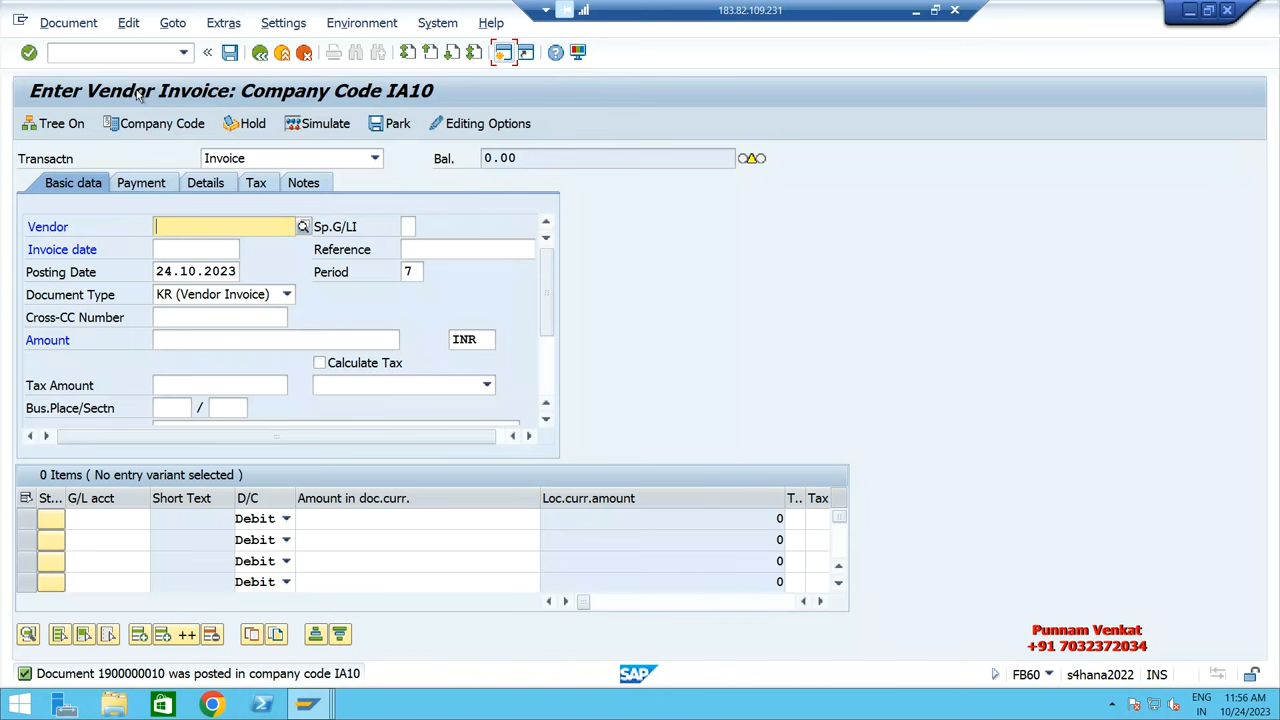 183.82.109.231
Document Edit Goto Extras Settings Environment System Help
Enter Vendor Invoice: Company Code IA10
Tree On Company Code Hold Simulate Park Editing Options
Transactn Invoice Bal. 0.00
Basic data Payment Details Tax Notes
Vendor Sp.G/LI
Invoice date Reference
Posting Date 24.10.2023 Period 7
Document Type KR (Vendor Invoice)
Cross-CC Number
Amount INR
Calculate Tax
Tax Amount
Bus.Place/Sectn /
0 Items ( No entry variant selected )
St... G/L acct Short Text D/C Amount in doc.curr. Loc.curr.amount T.. Tax
Debit 0
Debit 0
Debit 0
Debit 0
Punnam Venkat
+91 7032372034
Document 1900000010 was posted in company code IA10 SAP FB60 s4hana2022 INS
ENG 11:56 AM
IN 10/24/2023